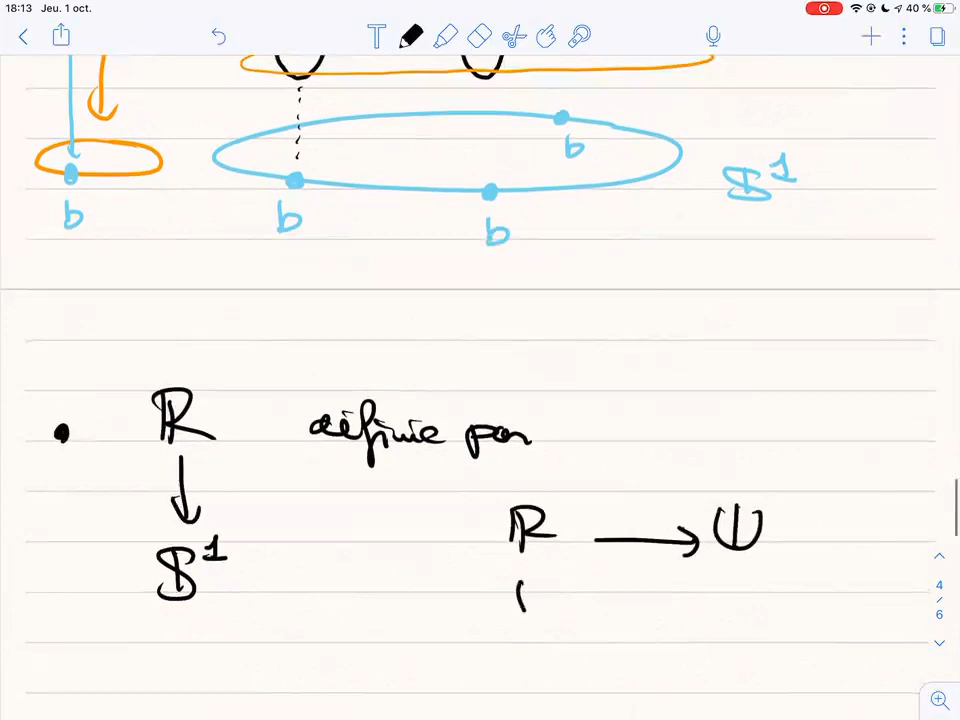 18:13 Jeu. 1 oct. 40 %
T
b
b
b
b
𝕊¹
• ℝ définie par
↓
ℝ → 𝕌
𝕊¹
4
/
6